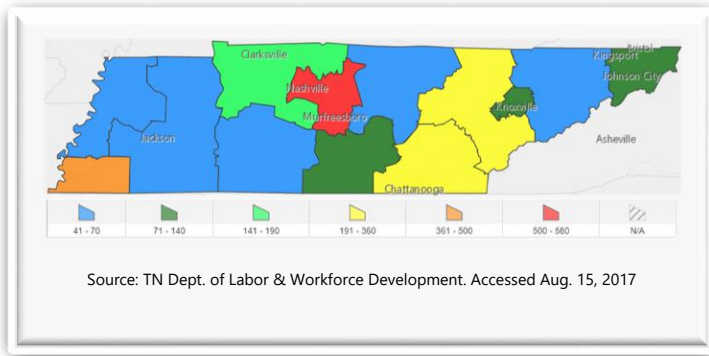 Clarksville
Kingsport
Bristol
Nashville
Johnson City
Knoxville
Murfreesboro
Jackson
Asheville
Chattanooga
41 - 70
71 - 140
141 - 190
191 - 360
361 - 500
500 - 580
N/A
Source: TN Dept. of Labor & Workforce Development. Accessed Aug. 15, 2017